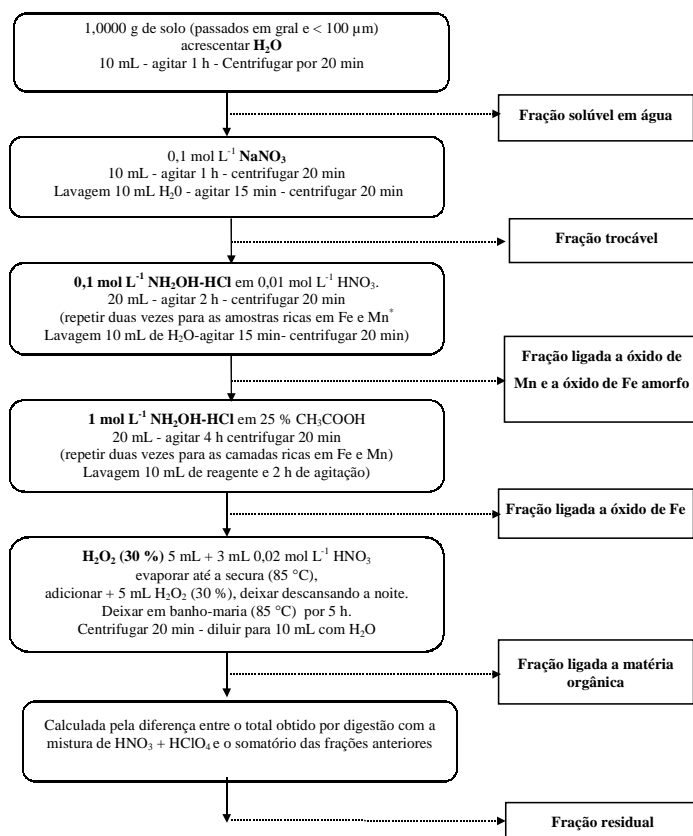 1,0000 g de solo (passados em gral e < 100 µm)
acrescentar H₂O
10 mL - agitar 1 h - Centrifugar por 20 min
Fração solúvel em água
0,1 mol L⁻¹ NaNO₃
10 mL - agitar 1 h - centrifugar 20 min
Lavagem 10 mL H₂0 - agitar 15 min - centrifugar 20 min
Fração trocável
0,1 mol L⁻¹ NH₂OH-HCl em 0,01 mol L⁻¹ HNO₃.
20 mL - agitar 2 h - centrifugar 20 min
(repetir duas vezes para as amostras ricas em Fe e Mn*
Lavagem 10 mL de H₂O-agitar 15 min- centrifugar 20 min)
Fração ligada a óxido de
Mn e a óxido de Fe amorfo
1 mol L⁻¹ NH₂OH-HCl em 25 % CH₃COOH
20 mL - agitar 4 h centrifugar 20 min
(repetir duas vezes para as camadas ricas em Fe e Mn)
Lavagem 10 mL de reagente e 2 h de agitação)
Fração ligada a óxido de Fe
H₂O₂ (30 %) 5 mL + 3 mL 0,02 mol L⁻¹ HNO₃
evaporar até a secura (85 °C),
adicionar + 5 mL H₂O₂ (30 %), deixar descansando a noite.
Deixar em banho-maria (85 °C) por 5 h.
Centrifugar 20 min - diluir para 10 mL com H₂O
Fração ligada a matéria
orgânica
Calculada pela diferença entre o total obtido por digestão com a
mistura de HNO₃ + HClO₄ e o somatório das frações anteriores
Fração residual